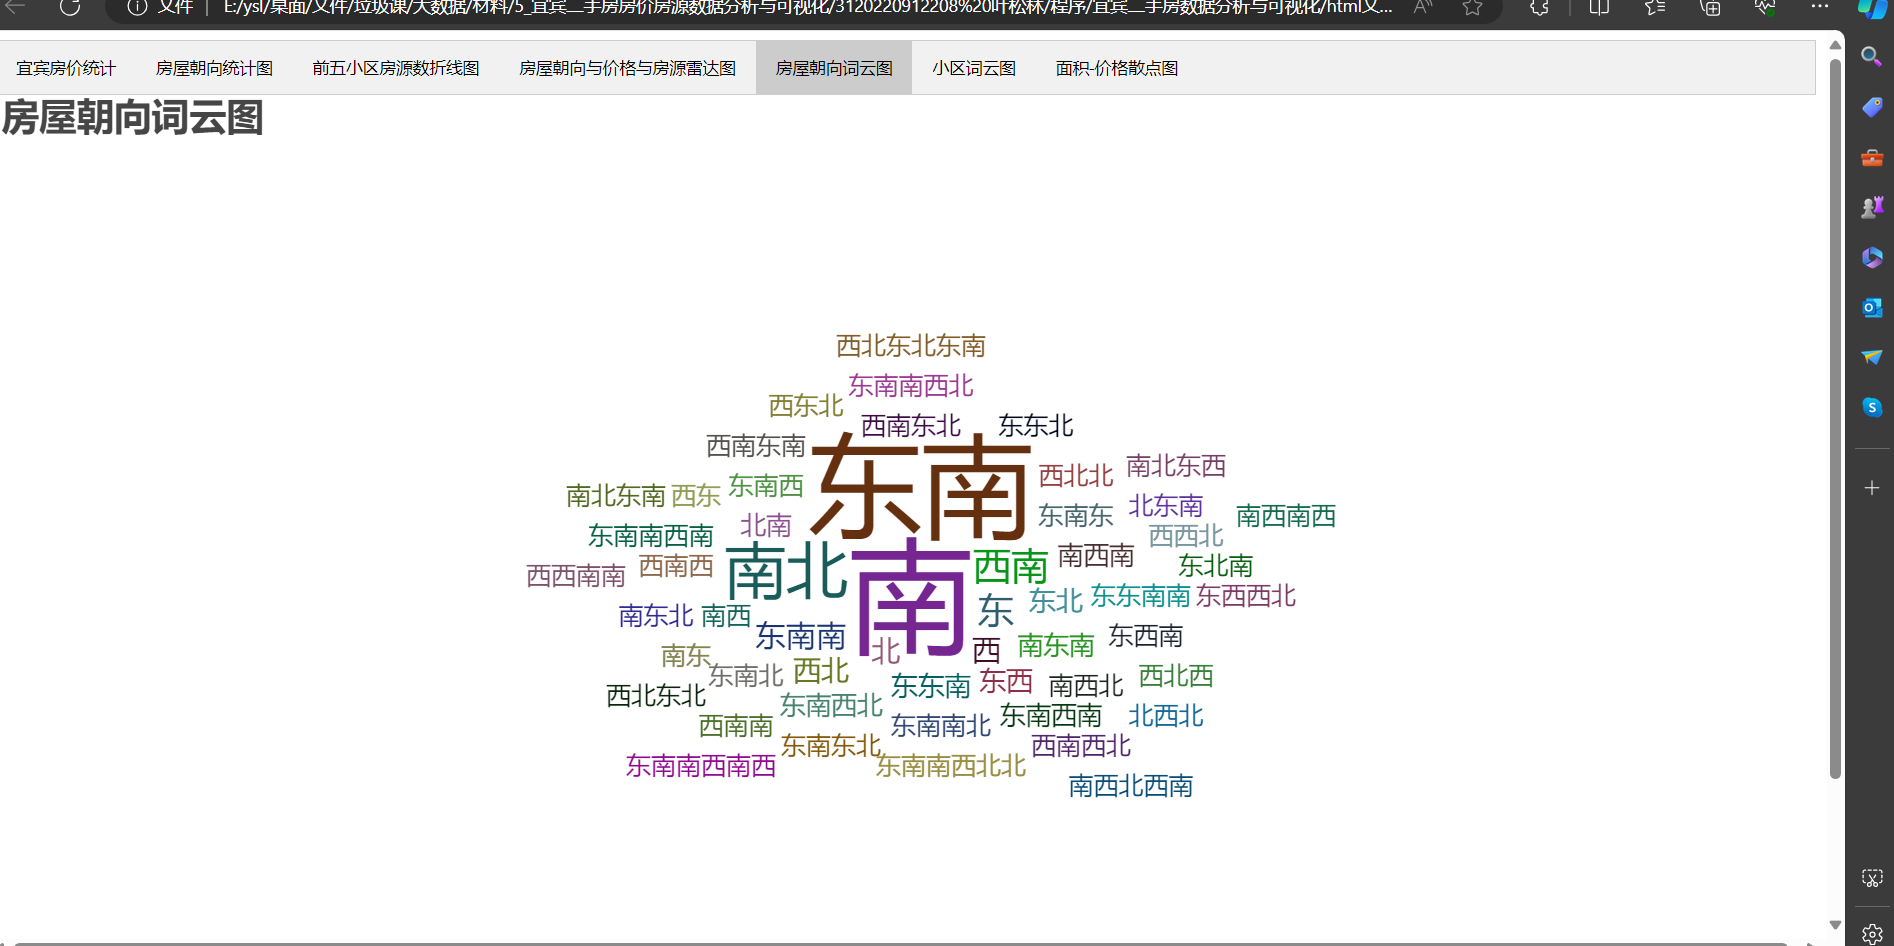 文件 E:/ysl/桌面/文件/垃圾课/大数据/材料/5_宜宾二手房房价房源数据分析与可视化/3120220912208%20叶松林/程序/宜宾二手房数据分析与可视化/html文...
宜宾房价统计 房屋朝向统计图 前五小区房源数折线图 房屋朝向与价格与房源雷达图 房屋朝向词云图 小区词云图 面积-价格散点图
房屋朝向词云图
西北东北东南
东南南西北
西东北
西南东北 东东北
西南东南
东南
南北东西
西北北
东南西
南北东南 西东
北东南
东南东 南西南西
北南
东南南西南 西西北
南西南
西南 东北南
西南西
南北
西西南南
南
东东南南 东西西北
东北
东
南东北 南西
东南南 东西南
南东南
北 西
南东
西北 东南北 西北西
东西
东东南 南西北
西北东北
东南西北 东南西南 北西北
西南南 东南南北
东南东北 西南西北
东南南西南西 东南南西北北
南西北西南